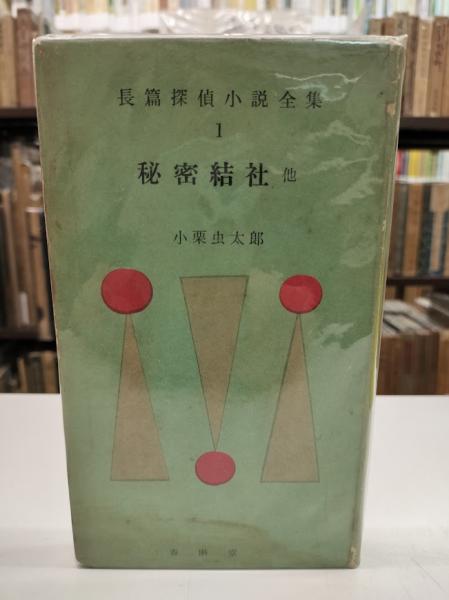 長篇探偵小説全集
1
秘密結社 他
小栗虫太郎
春陽堂